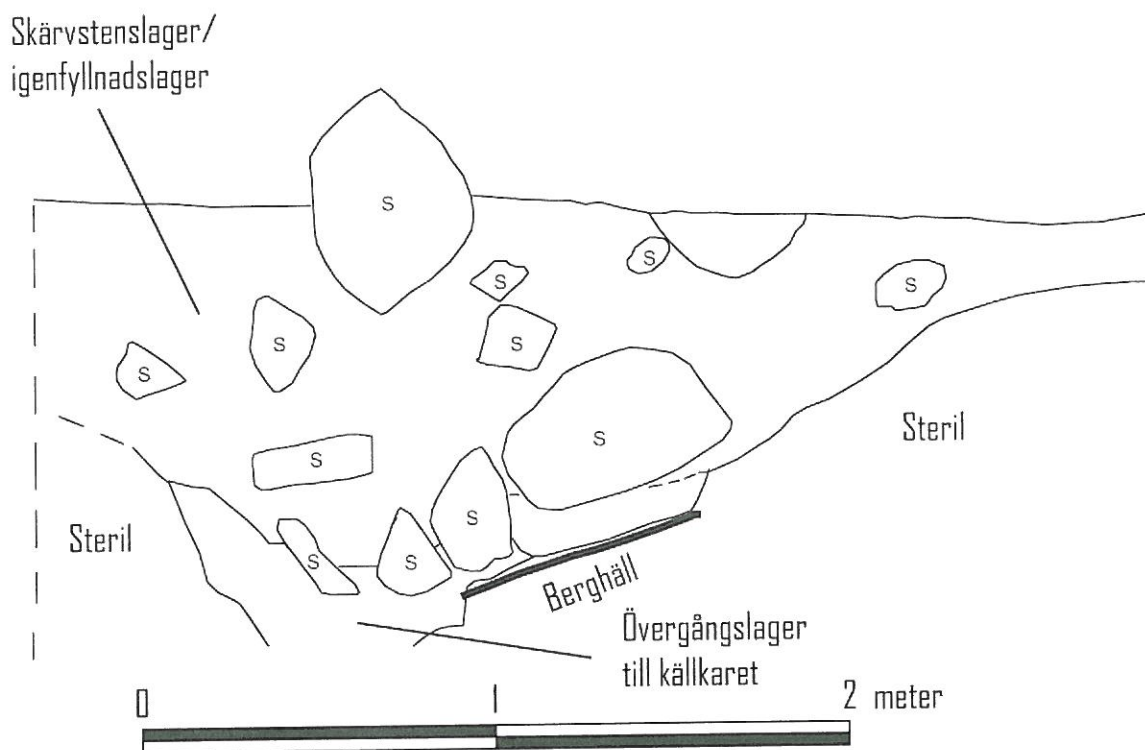 Skärvstenslager/
igenfyllnadslager
S
S
S
S
S
S
S
S
S
Steril
S
S
Steril
S
S
Berghäll
Övergångslager
till källkaret
0 1 2 meter